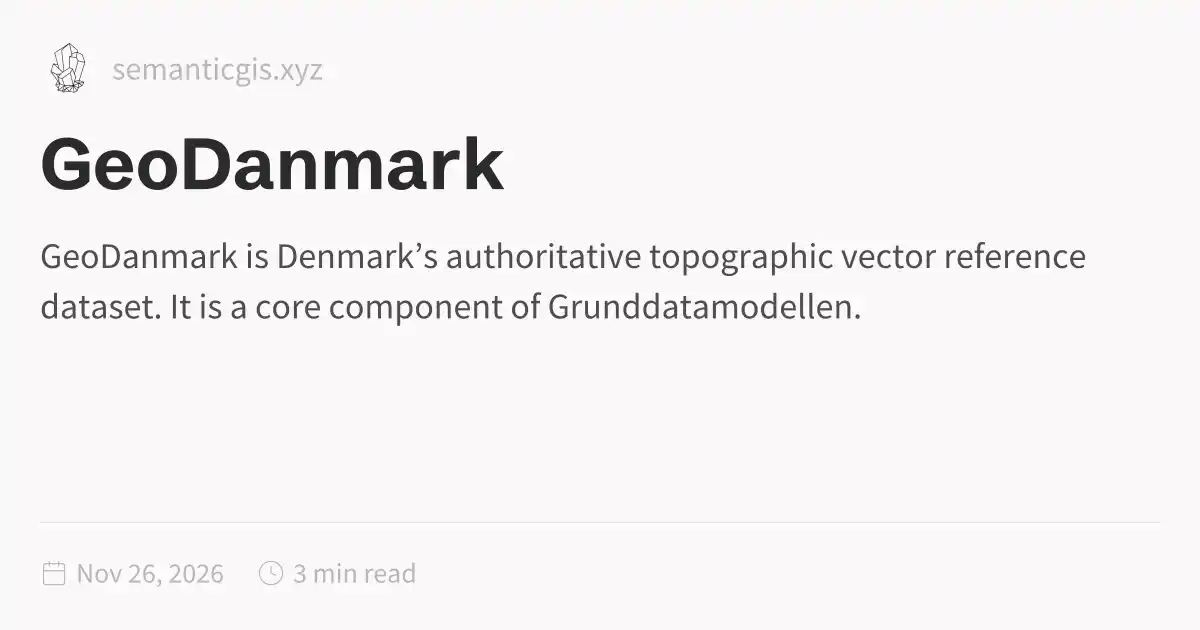 semanticgis.xyz
GeoDanmark
GeoDanmark is Denmark’s authoritative topographic vector reference
dataset. It is a core component of Grunddatamodellen.
Nov 26, 2026
3 min read